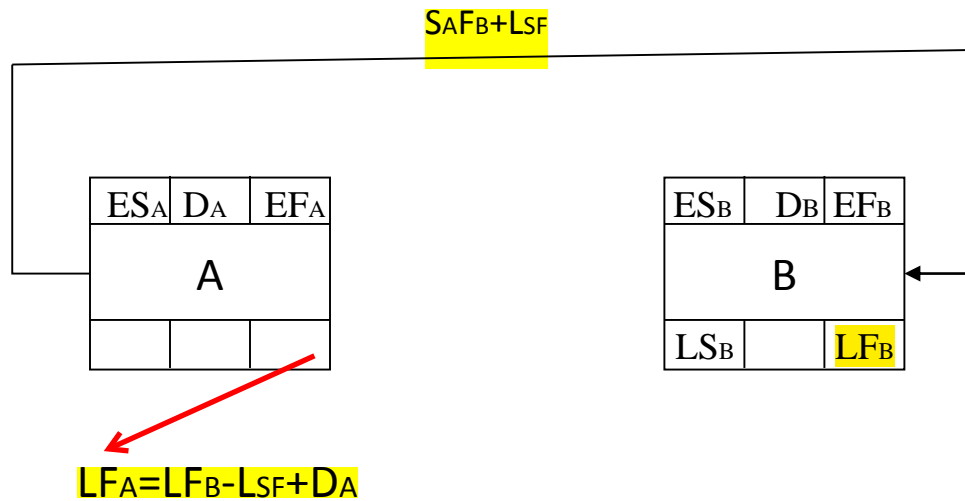 SAFB+LSF
ESA DA EFA
ESB DB EFB
A
B
LSB LFB
LFA=LFB-LSF+DA